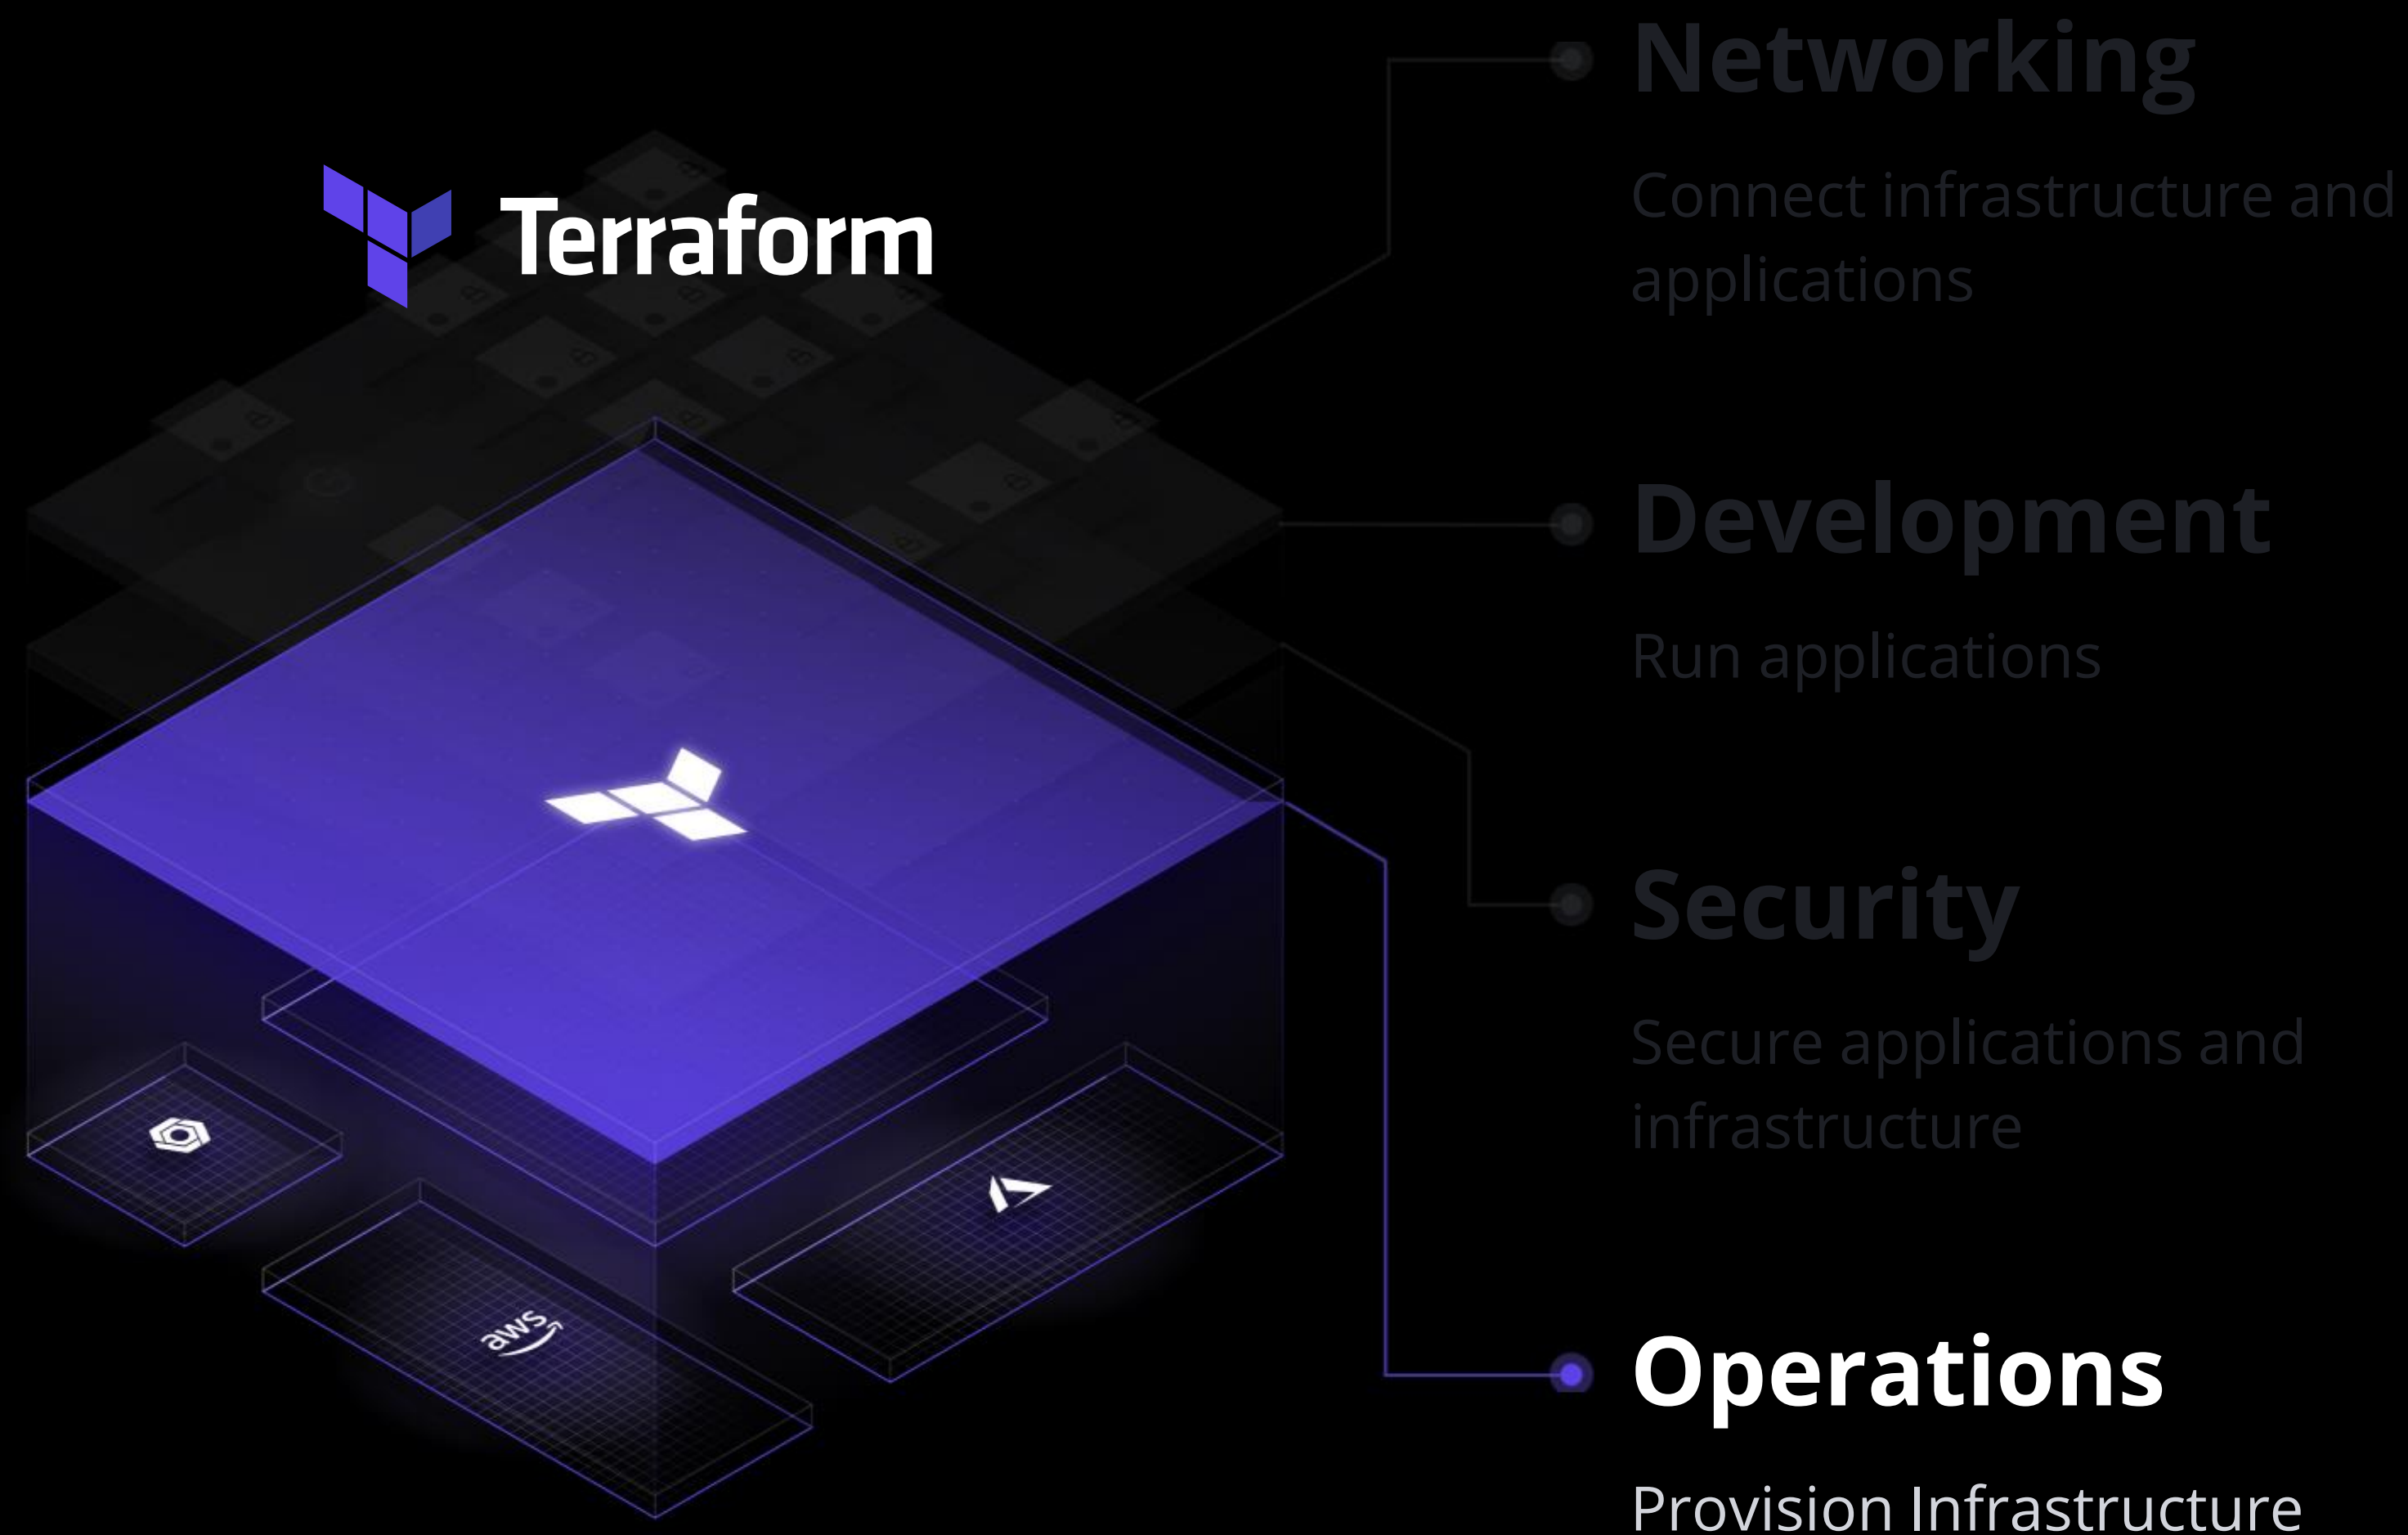 Networking
Connect infrastructure and
applications
Terraform
Development
Run applications
Security
Secure applications and
infrastructure
aws
Operations
Provision Infrastructure